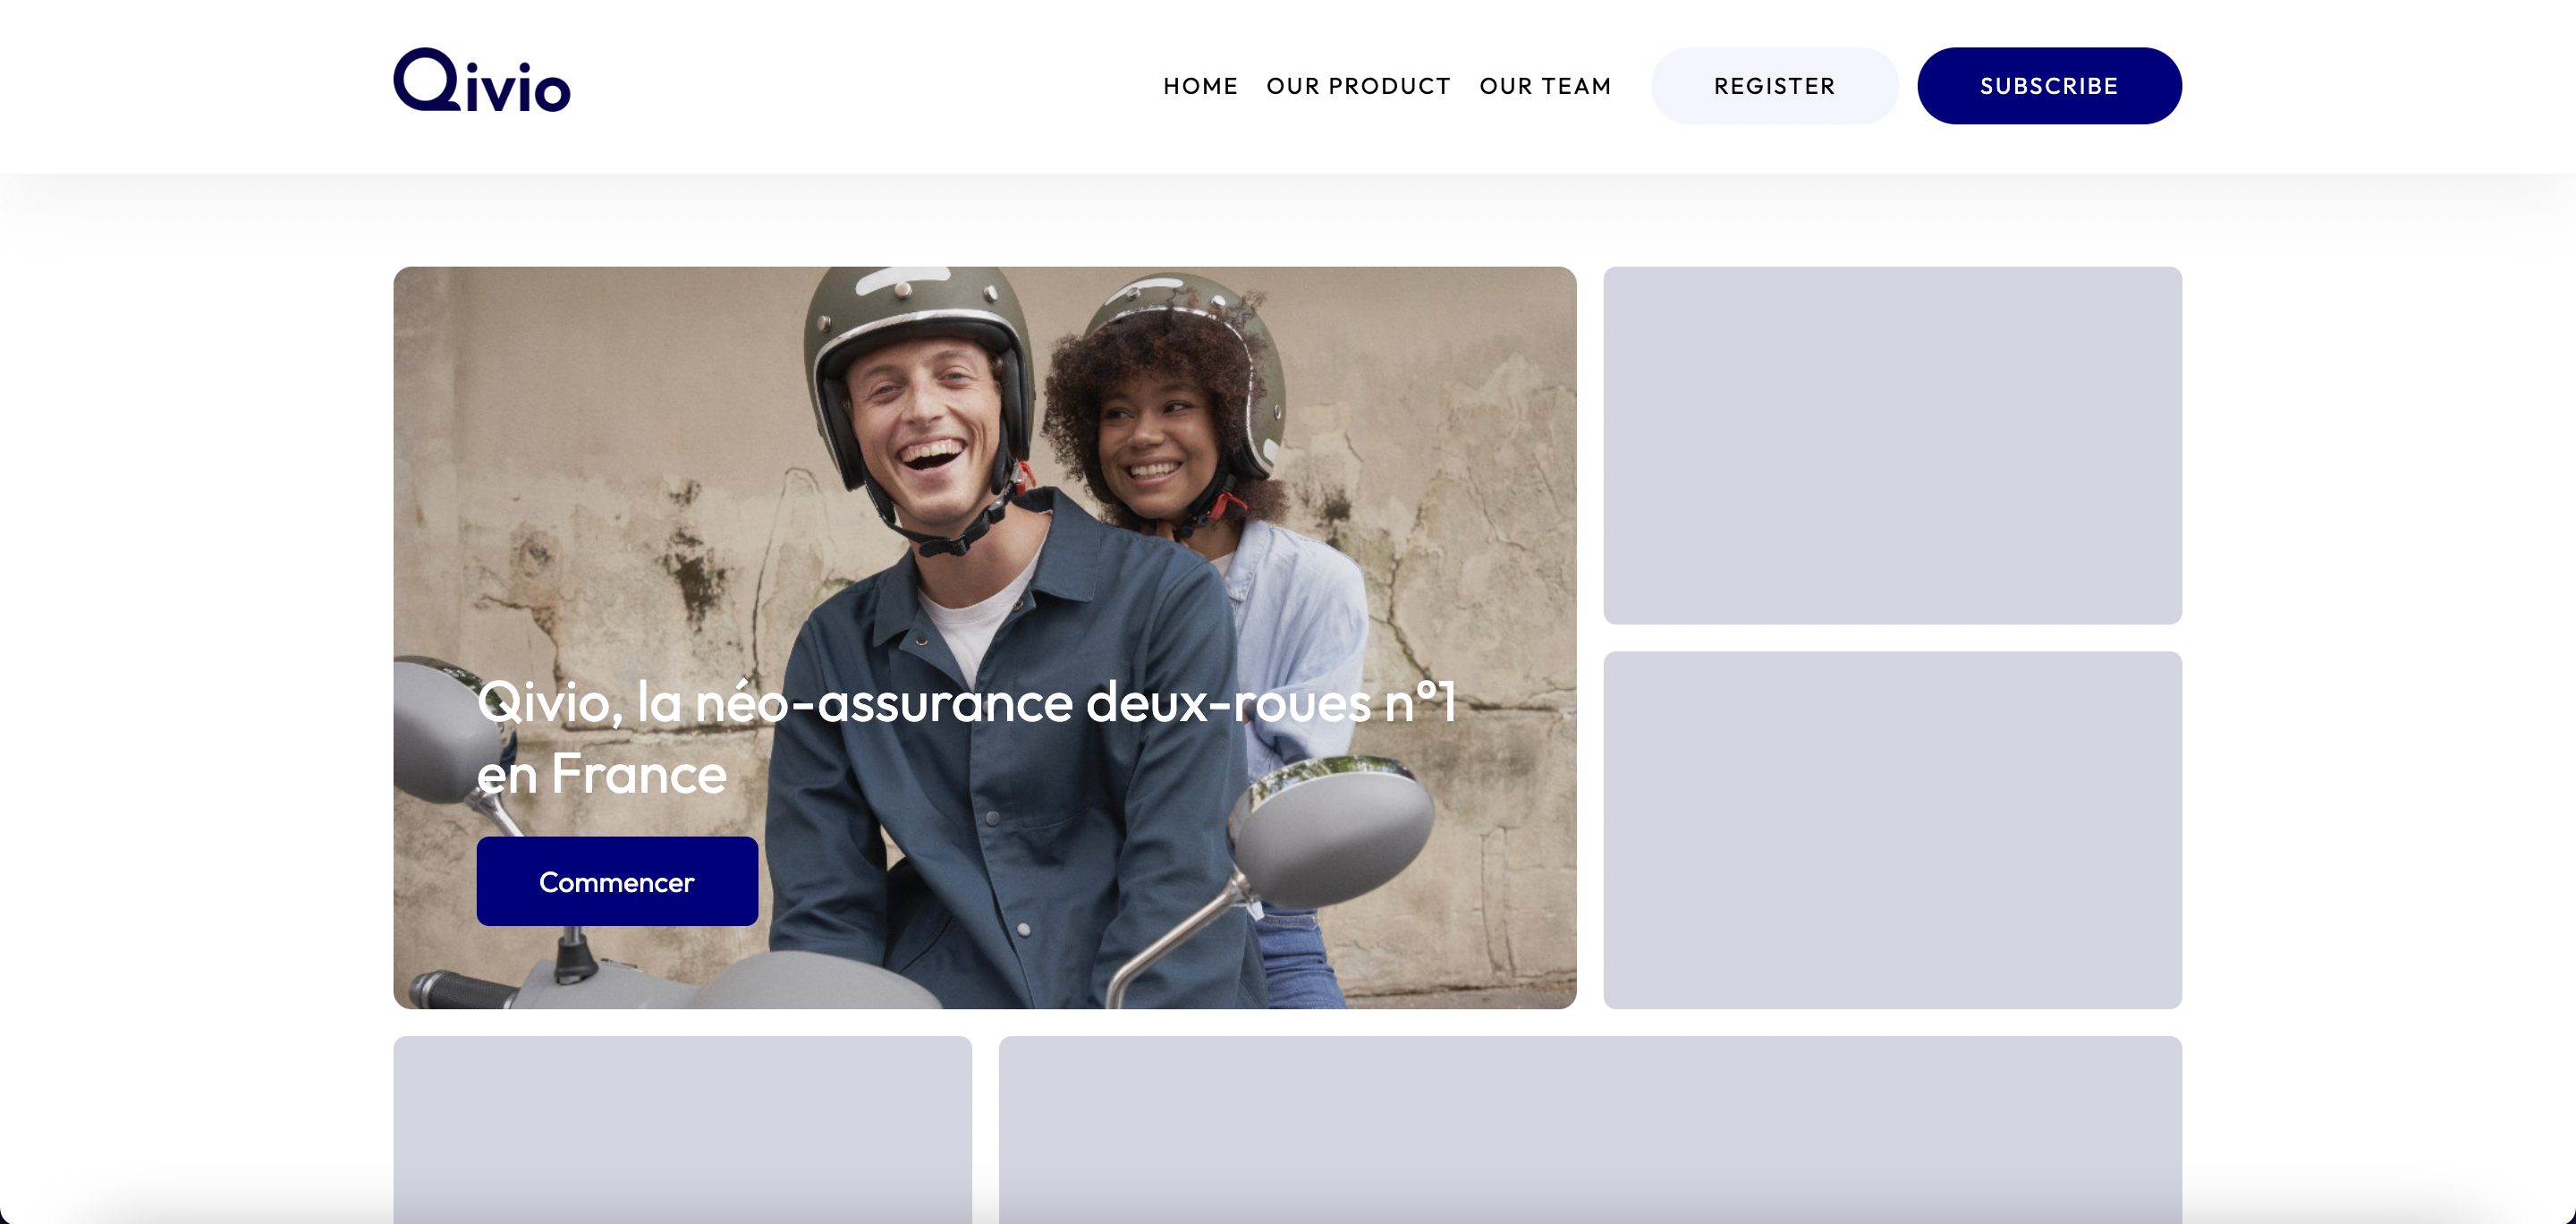 Qivio
HOME OUR PRODUCT OUR TEAM REGISTER SUBSCRIBE
Qivio, la néo-assurance deux-roues n°1
en France
Commencer